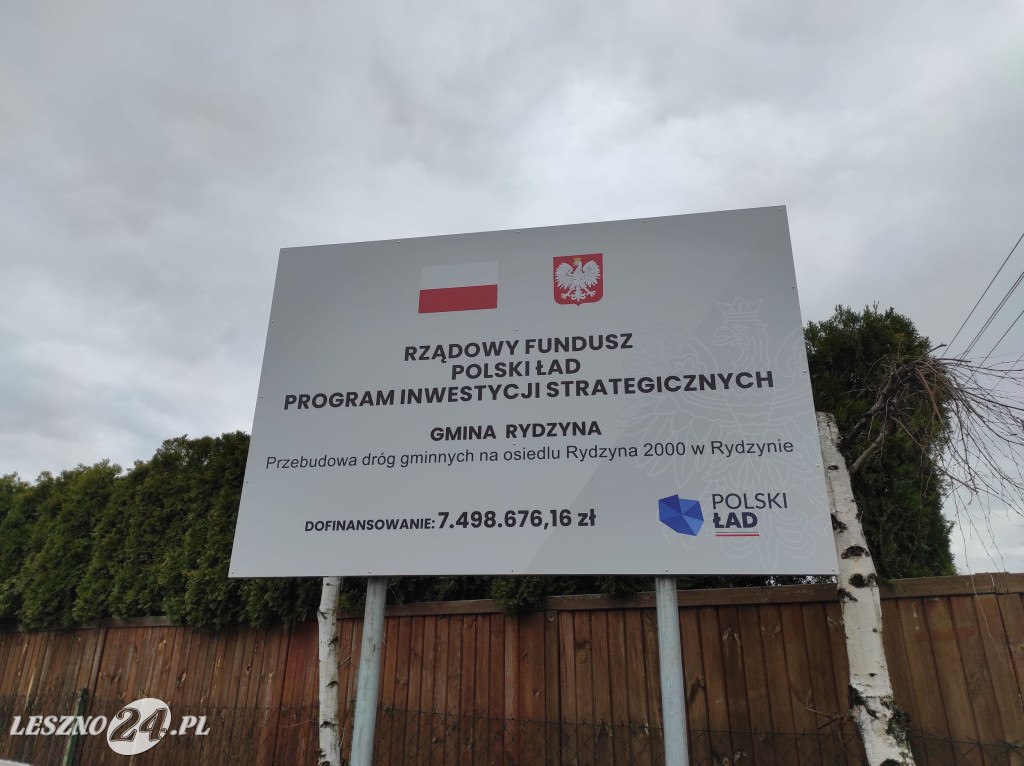 RZĄDOWY FUNDUSZ
POLSKI ŁAD
PROGRAM INWESTYCJI STRATEGICZNYCH
GMINA RYDZYNA
Przebudowa dróg gminnych na osiedlu Rydzyna 2000 w Rydzynie
DOFINANSOWANIE: 7.498.676,16 zł
POLSKI
ŁAD
LESZNO24.PL